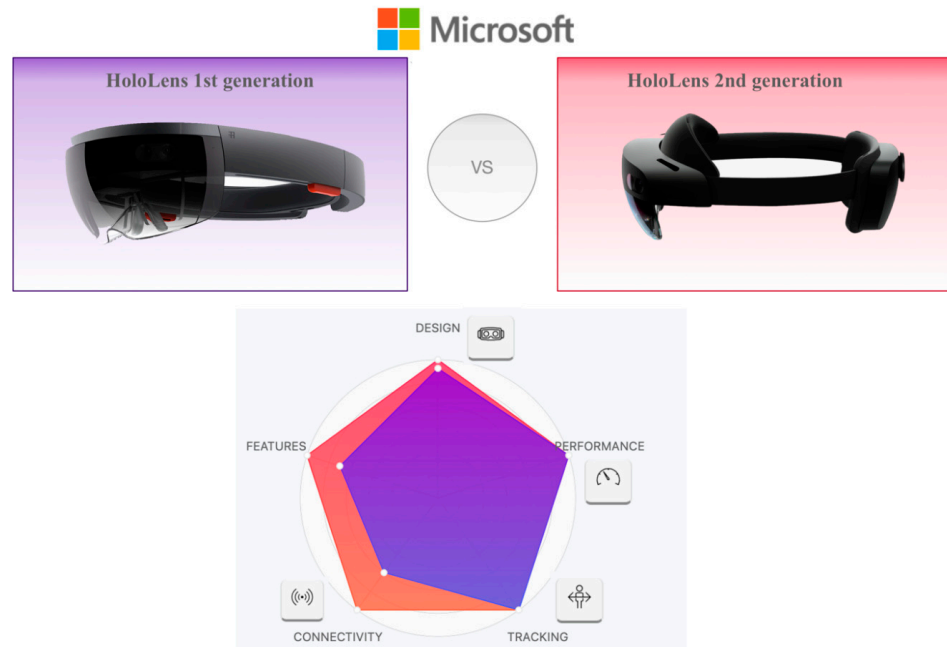 Microsoft
HoloLens 1st generation
VS
HoloLens 2nd generation
DESIGN
FEATURES
PERFORMANCE
CONNECTIVITY
TRACKING